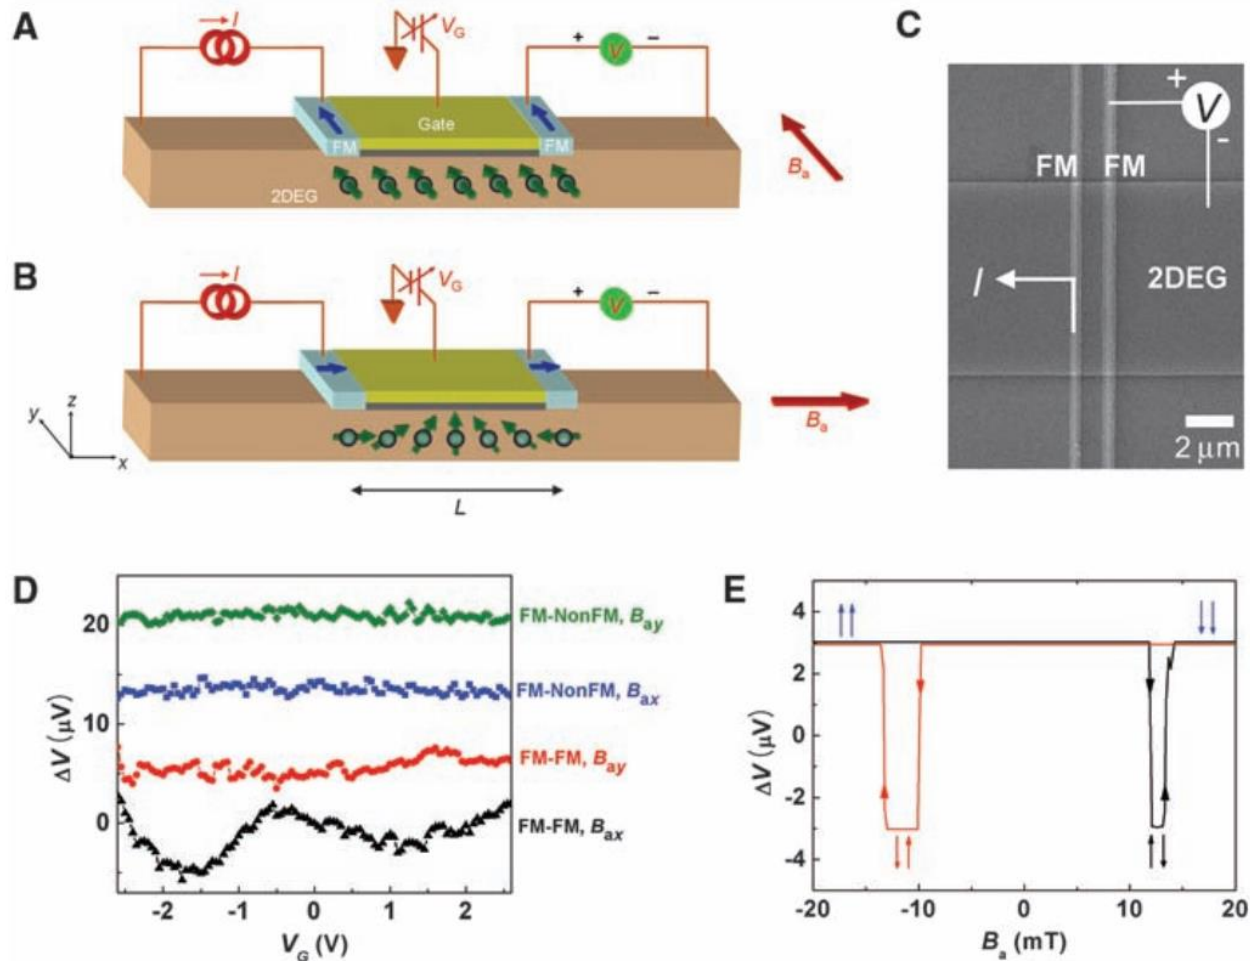 A
I
V_G
+ V −
Gate
FM FM
2DEG
B_a
B
I
V_G
+ V −
y z x
B_a
L
C
+
V
-
FM FM
I
2DEG
2 μm
D
ΔV (μV)
20
10
0
-2 -1 0 1 2
V_G (V)
FM-NonFM, B_ay
FM-NonFM, B_ax
FM-FM, B_ay
FM-FM, B_ax
E
ΔV (μV)
4
2
0
-2
-4
-20 -10 0 10 20
B_a (mT)